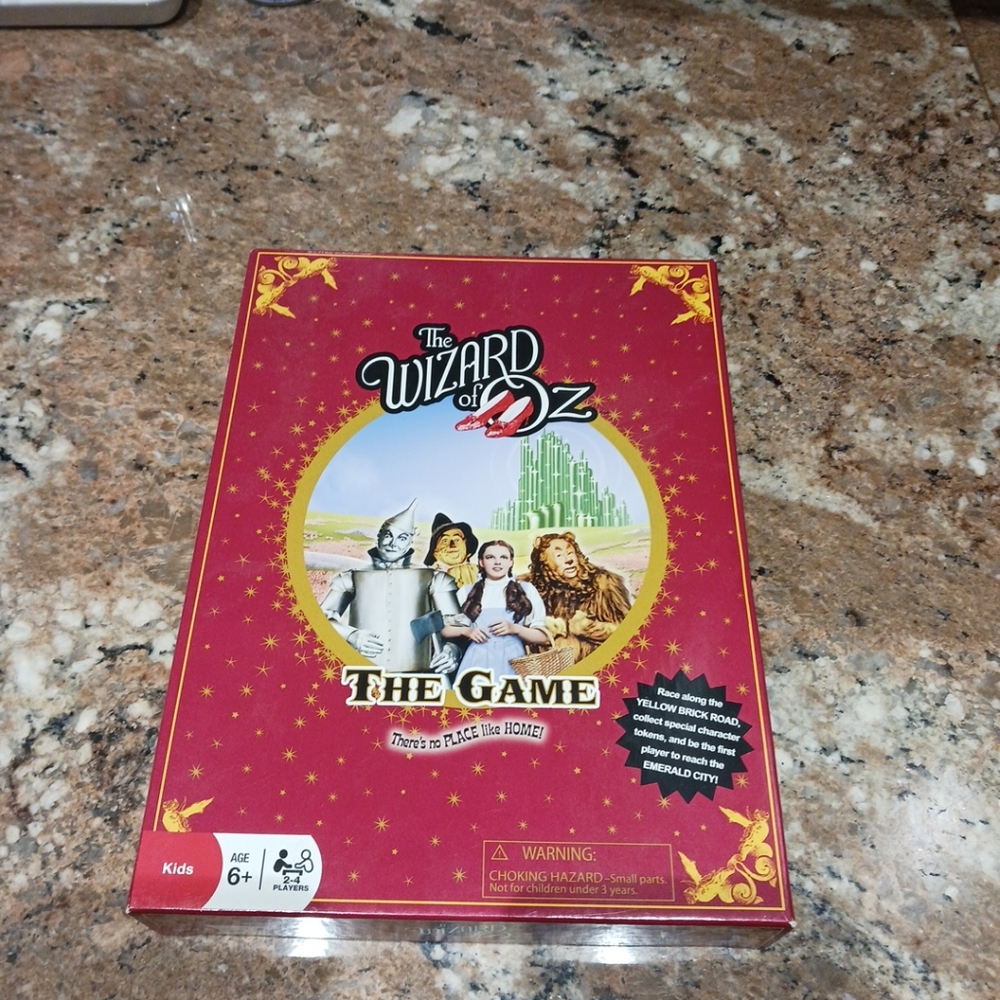 The
WIZARD
of OZ
THE GAME
There's no PLACE like HOME!
Race along the
YELLOW BRICK ROAD,
collect special character
tokens, and be the first
player to reach the
EMERALD CITY!
Kids
AGE
6+
2-4
PLAYERS
WARNING:
CHOKING HAZARD–Small parts.
Not for children under 3 years.